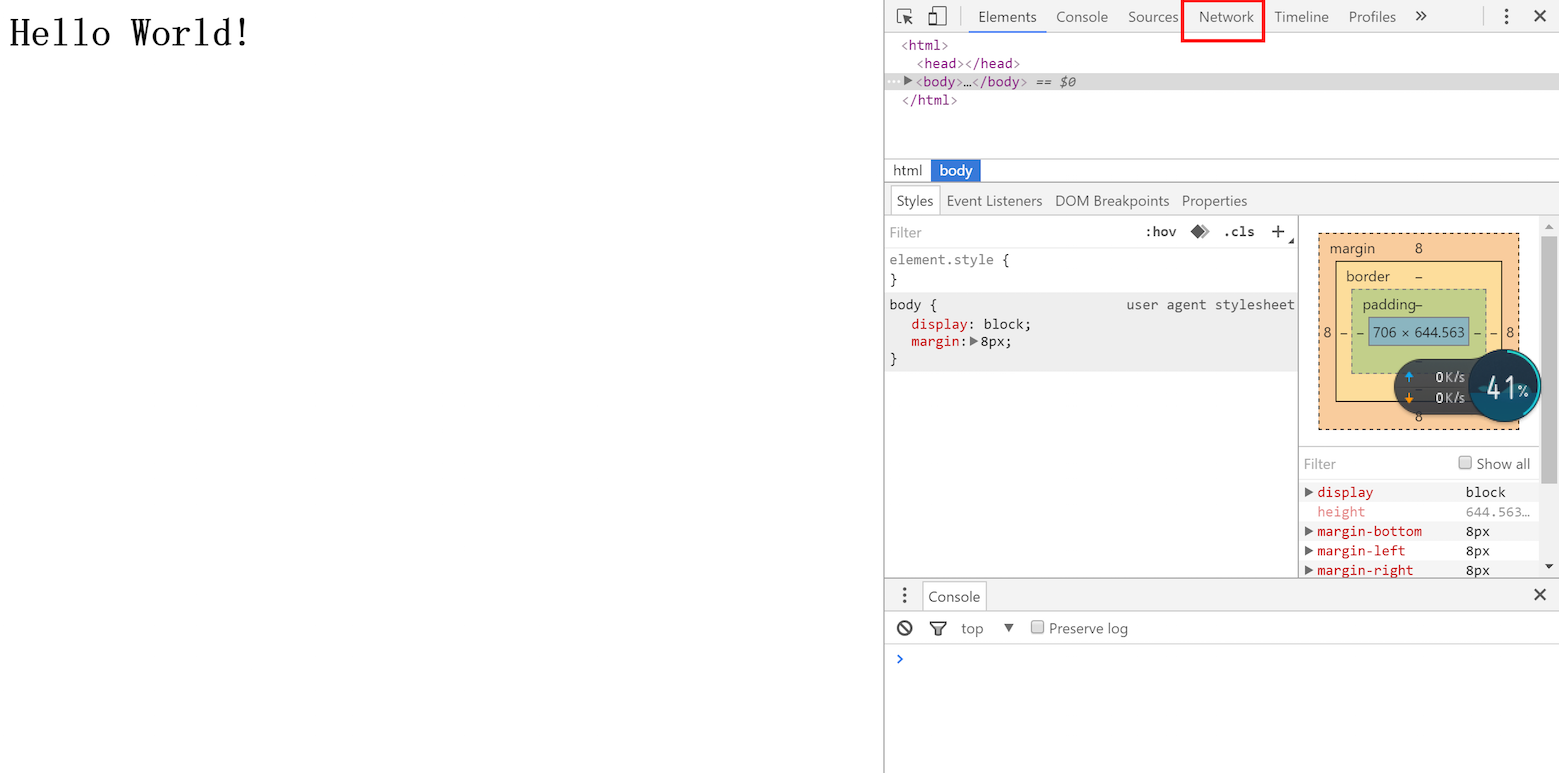 Hello World!
Elements Console Sources Network Timeline Profiles »
<html>
<head></head>
… <body>…</body> == $0
</html>
html body
Styles Event Listeners DOM Breakpoints Properties
Filter :hov .cls +
element.style {
}
body { user agent stylesheet
display: block;
margin: 8px;
}
margin 8
border –
padding –
8 – – 706 × 644.563 – – 8
8
0K/s
0K/s
41%
Filter Show all
display block
height 644.563…
margin-bottom 8px
margin-left 8px
margin-right 8px
Console
top Preserve log
>